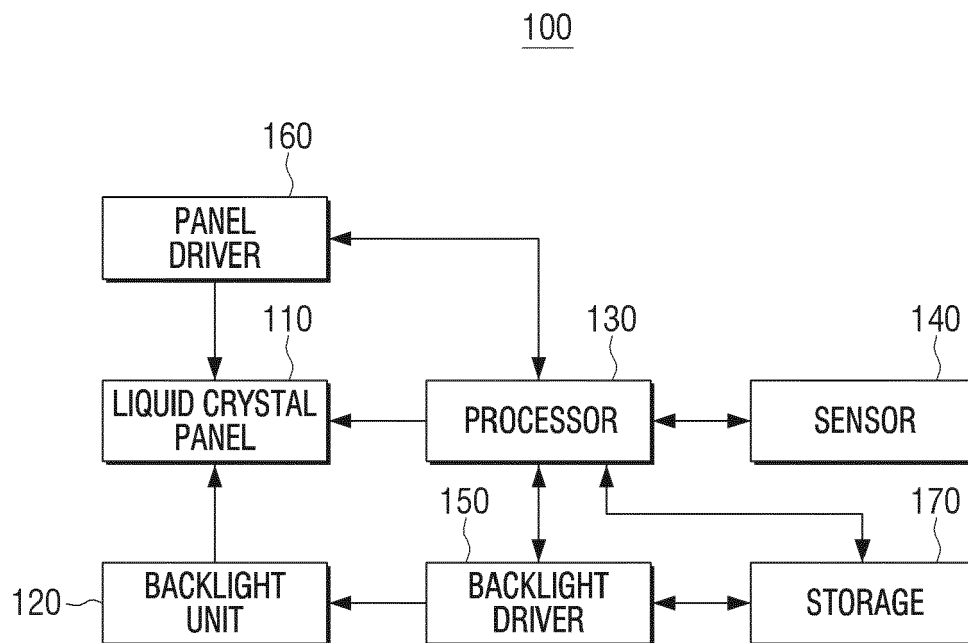 100
160
PANEL
DRIVER
110
130
140
LIQUID CRYSTAL
PANEL
PROCESSOR
SENSOR
150
170
120
BACKLIGHT
UNIT
BACKLIGHT
DRIVER
STORAGE